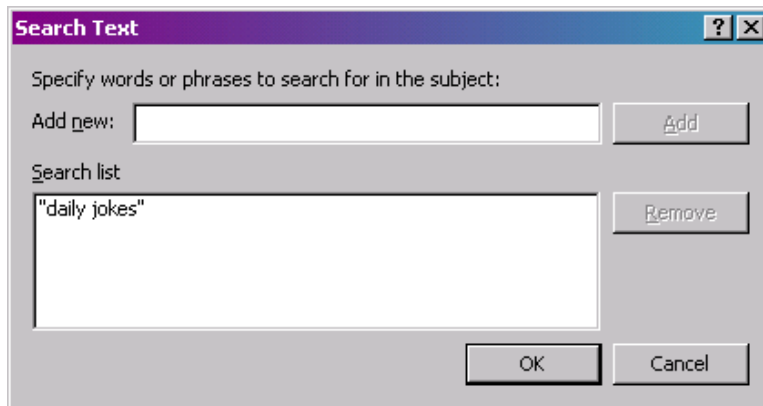 Search Text
Specify words or phrases to search for in the subject:
Add new:
Add
Search list
"daily jokes"
Remove
OK
Cancel